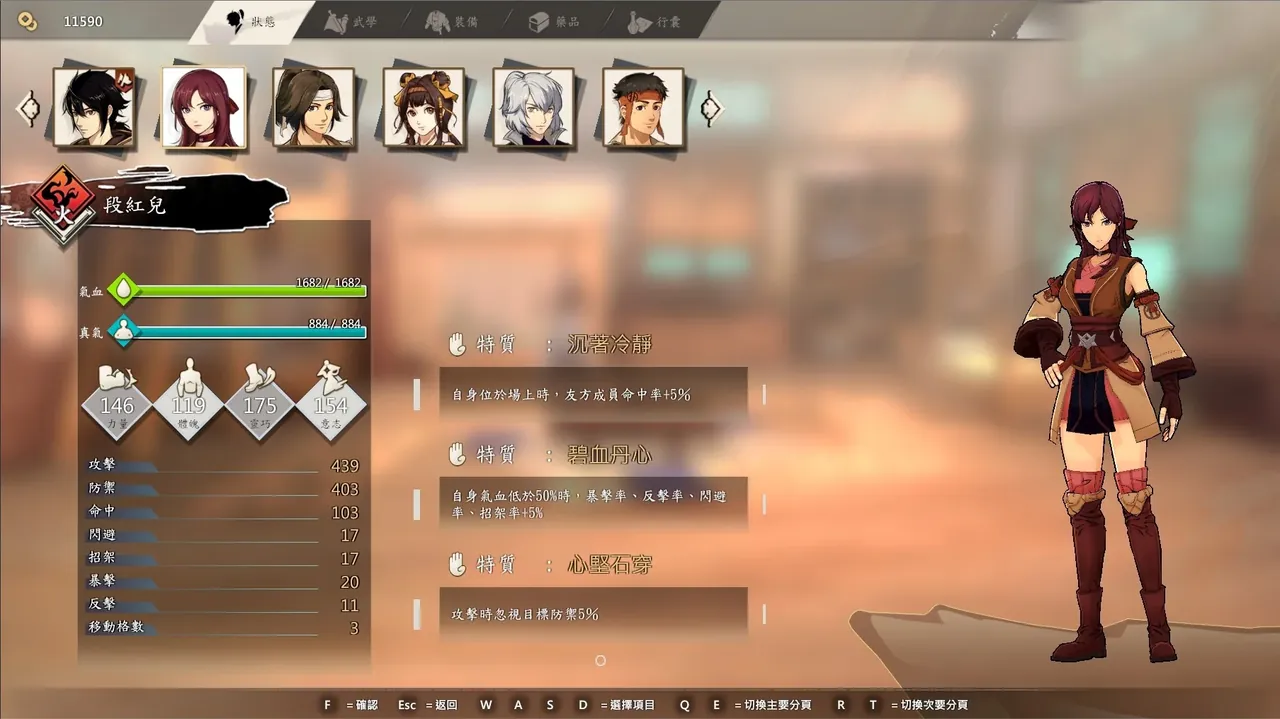 11590
狀態
武學
裝備
藥品
行囊
火
段紅兒
氣血
1682/1682
真氣
884/884
146
119
175
154
力量
體魄
靈巧
意志
攻擊 439
防禦 403
命中 103
閃避 17
招架 17
暴擊 20
反擊 11
移動格數 3
特質 ： 沉著冷靜
自身位於場上時，友方成員命中率+5%
特質 ： 碧血丹心
自身氣血低於50%時，暴擊率、反擊率、閃避
率、招架率+5%
特質 ： 心堅石穿
攻擊時忽視目標防禦5%
F =確認 Esc =返回 W A S D =選擇項目 Q E =切換主要分頁 R T =切換次要分頁